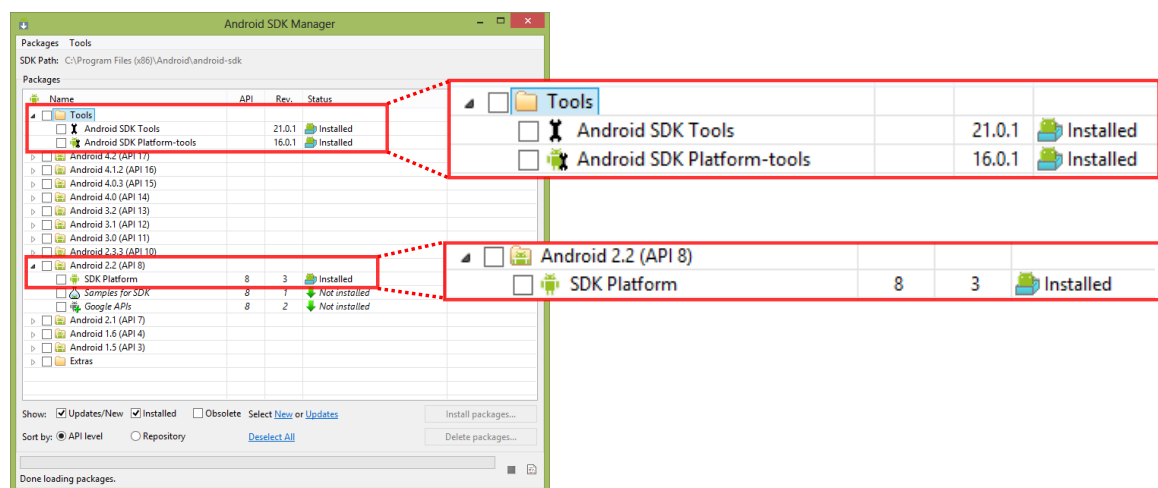 Android SDK Manager
Packages Tools
SDK Path: C:\Program Files (x86)\Android\android-sdk
Packages
Name API Rev. Status
Tools
Android SDK Tools 21.0.1 Installed
Android SDK Platform-tools 16.0.1 Installed
Android 4.2 (API 17)
Android 4.1.2 (API 16)
Android 4.0.3 (API 15)
Android 4.0 (API 14)
Android 3.2 (API 13)
Android 3.1 (API 12)
Android 3.0 (API 11)
Android 2.3.3 (API 10)
Android 2.2 (API 8)
SDK Platform 8 3 Installed
Samples for SDK 8 1 Not installed
Google APIs 8 2 Not installed
Android 2.1 (API 7)
Android 1.6 (API 4)
Android 1.5 (API 3)
Extras
Show: Updates/New Installed Obsolete Select New or Updates Install packages...
Sort by: API level Repository Deselect All Delete packages...
Done loading packages.
Tools
Android SDK Tools 21.0.1 Installed
Android SDK Platform-tools 16.0.1 Installed
Android 2.2 (API 8)
SDK Platform 8 3 Installed